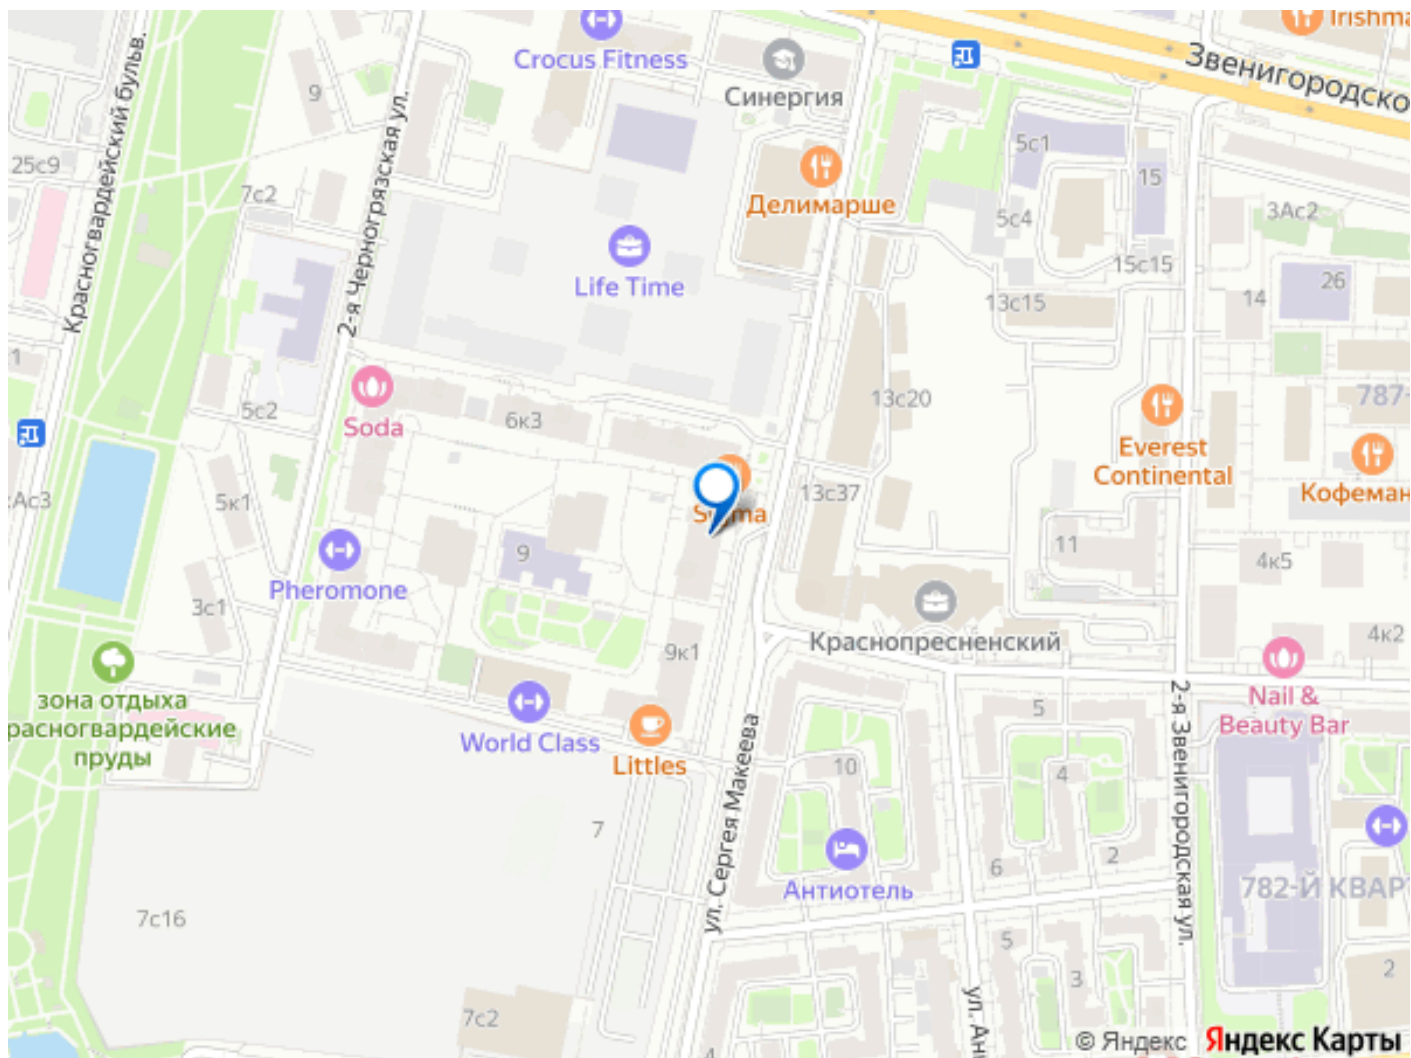 Irishma
Crocus Fitness
Звенигородско
Красногвардейский бульв.
9
2-я Черногрязская ул.
Синергия
25с9
7с2
Делимарше
5с1
15
5с4
3Ас2
15с15
Life Time
13с15
26
14
1
5с2
Soda
6к3
13с20
787-
Everest
Continental
Кофеман
Ас3
5к1
13с37
9
11
4к5
Pheromone
3с1
Краснопресненский
9к1
4к2
зона отдыха
расногвардейские
пруды
World Class
Littles
Nail &
Beauty Bar
ул. Сергея Макеева
5
2-я Звенигородская ул.
10
4
7
6
2
Антиотель
782-Й КВАР
7с16
5
3
2
7с2
ул. Ан
4
© Яндекс Яндекс Карты